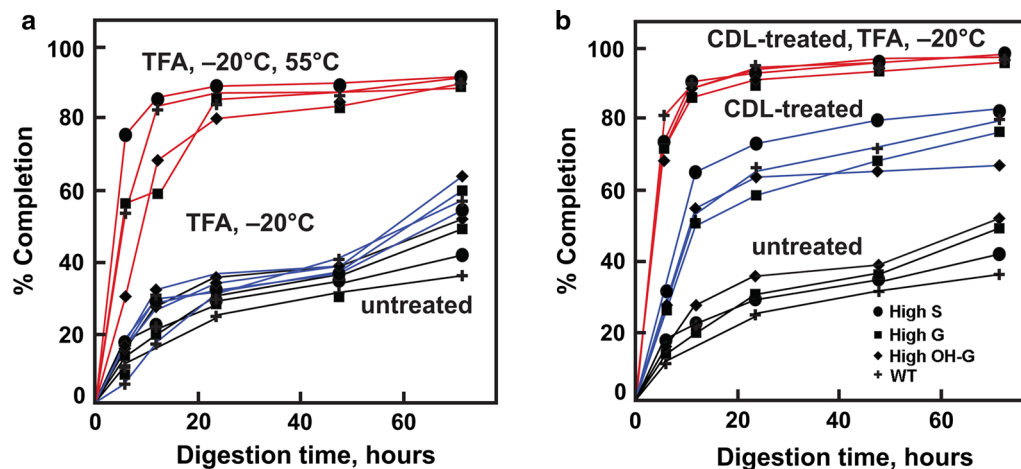 a
% Completion
100
80
60
40
20
0
TFA, –20°C, 55°C
TFA, –20°C
untreated
0 20 40 60
Digestion time, hours
b
% Completion
100
80
60
40
20
0
CDL-treated, TFA, –20°C
CDL-treated
untreated
High S
High G
High OH-G
WT
0 20 40 60
Digestion time, hours